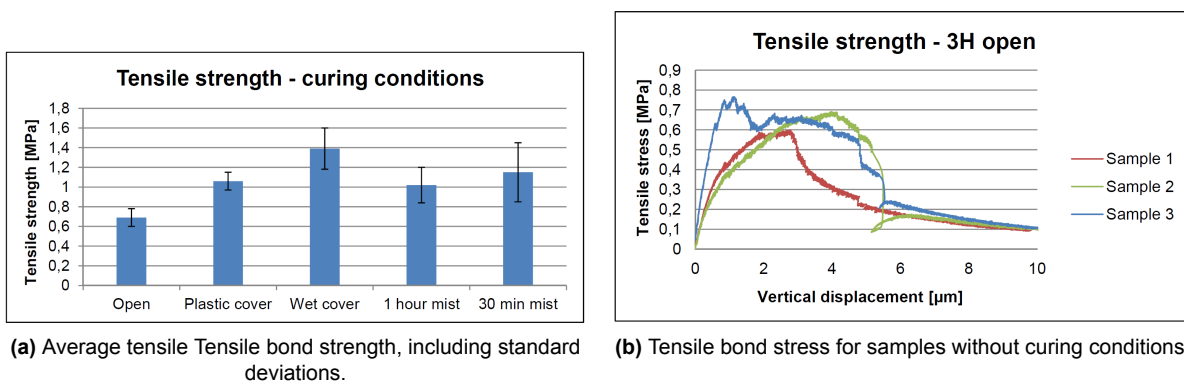 Tensile strength - curing conditions
Tensile strength [MPa]
1,8
1,6
1,4
1,2
1
0,8
0,6
0,4
0,2
0
Open Plastic cover Wet cover 1 hour mist 30 min mist
(a) Average tensile Tensile bond strength, including standard
deviations.
Tensile strength - 3H open
Tensile stress [MPa]
0,9
0,8
0,7
0,6
0,5
0,4
0,3
0,2
0,1
0
0 2 4 6 8 10
Vertical displacement [µm]
Sample 1
Sample 2
Sample 3
(b) Tensile bond stress for samples without curing conditions